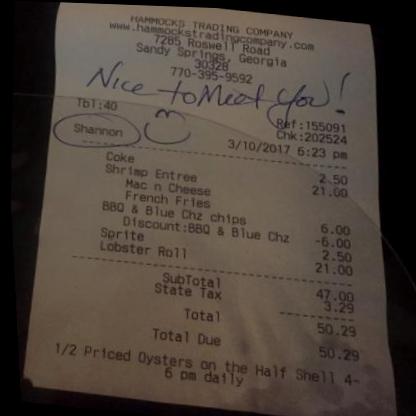 HAMMOCKS TRADING COMPANY
www.hammockstradingcompany.com
7285 Roswell Road
Sandy Springs, Georgia
30328
770-395-9592
Nice to Meet you!
Tbl:40 Ref:155091
Shannon Chk:202524
3/10/2017 5:23 pm
Coke 2.50
Shrimp Entree 21.00
Mac n Cheese
French Fries
BBQ & Blue Chz chips 6.00
Discount:BBQ & Blue Chz -6.00
Sprite 2.50
Lobster Roll 21.00
SubTotal 47.00
State Tax 3.29
Total 50.29
Total Due 50.29
1/2 Priced Oysters on the Half Shell 4-
6 pm daily